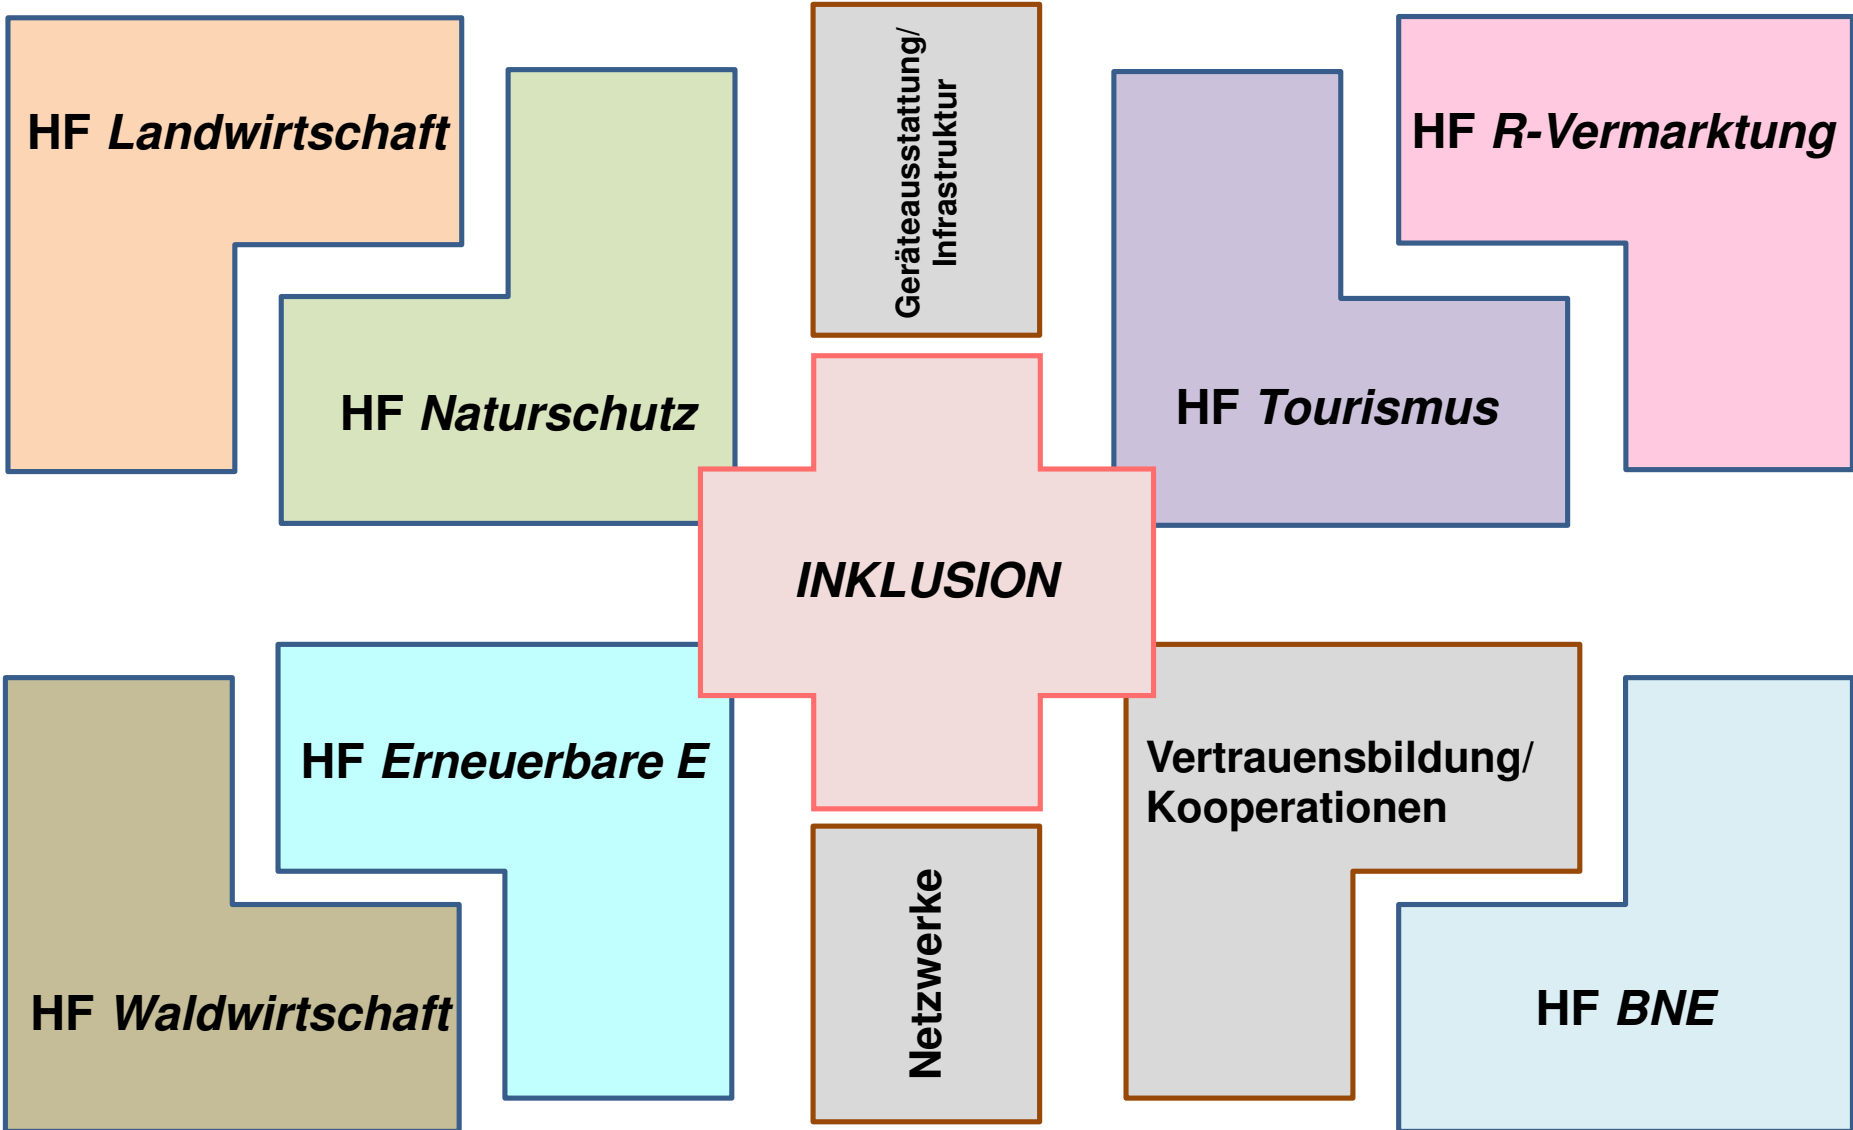 HF Landwirtschaft
Geräteausstattung/
Infrastruktur
HF R-Vermarktung
HF Naturschutz
HF Tourismus
INKLUSION
HF Erneuerbare E
Vertrauensbildung/
Kooperationen
HF Waldwirtschaft
Netzwerke
HF BNE